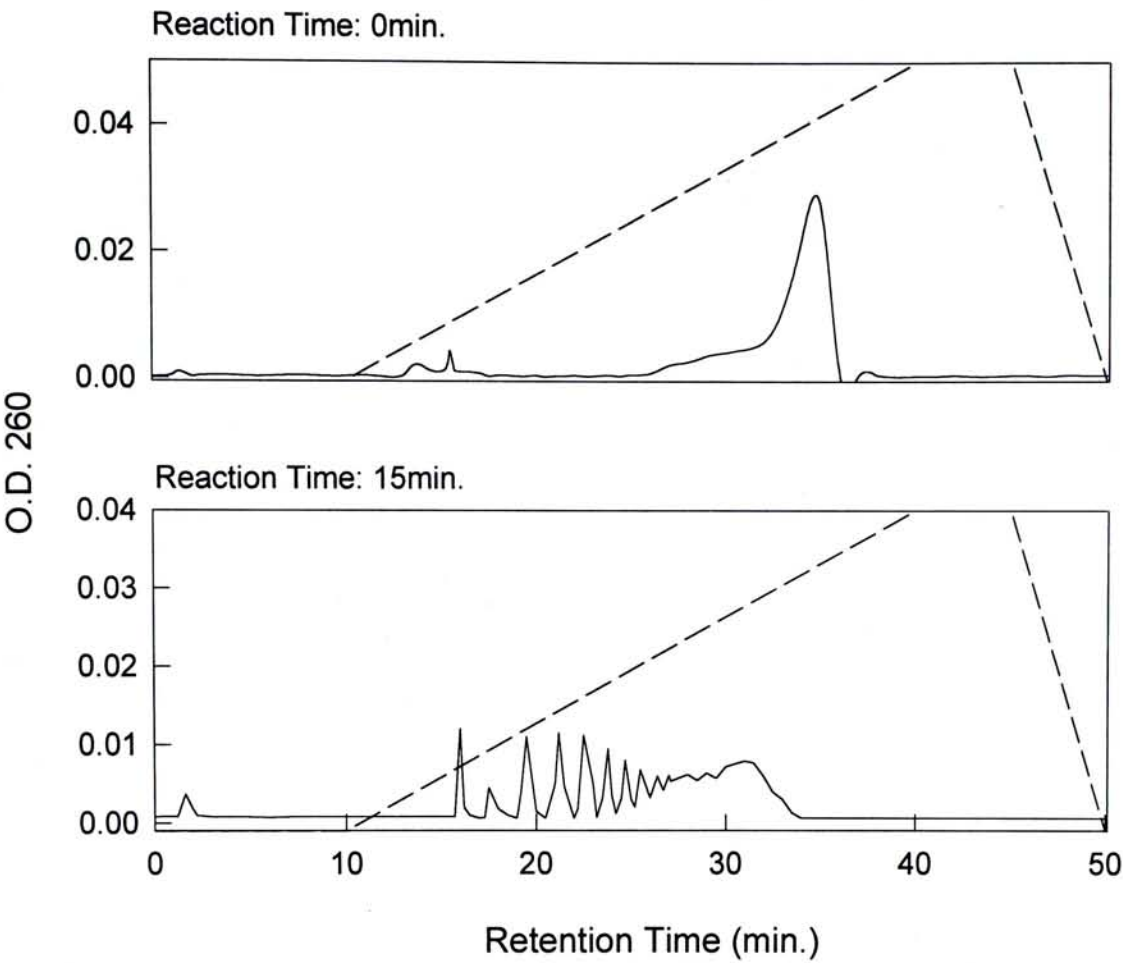 Reaction Time: 0min.
0.04
0.02
0.00
O.D. 260
Reaction Time: 15min.
0.04
0.03
0.02
0.01
0.00
0 10 20 30 40 50
Retention Time (min.)